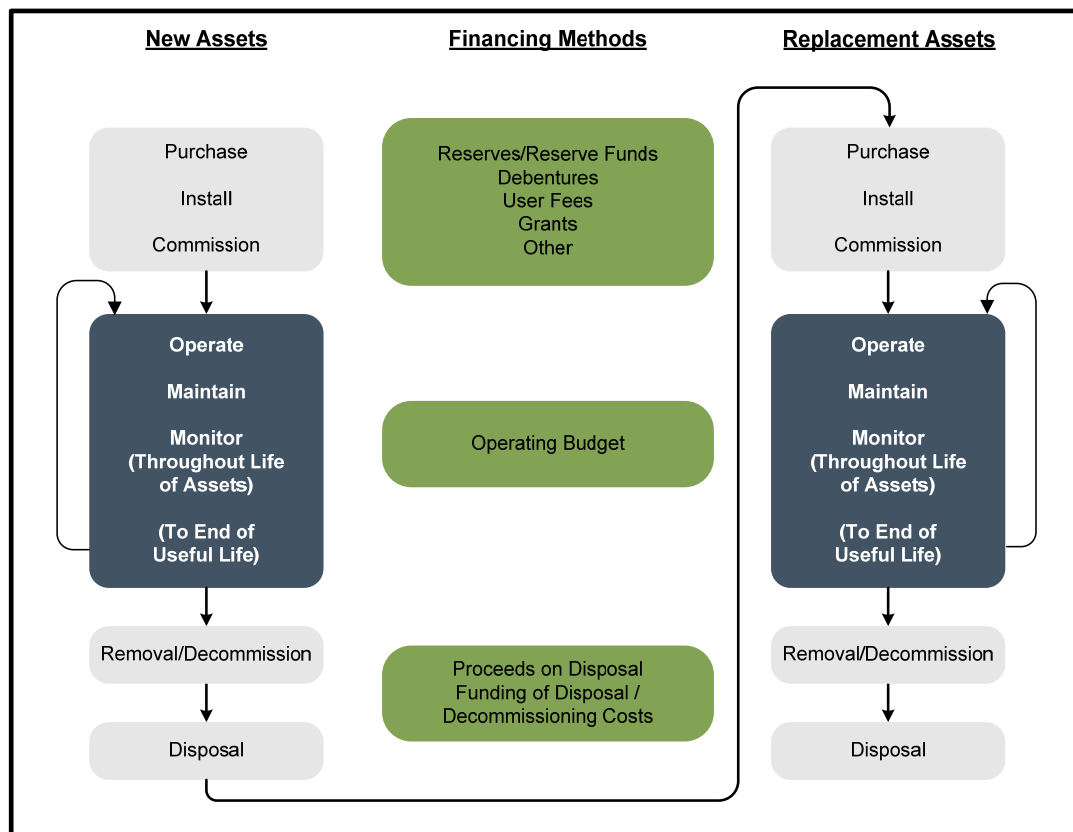 New Assets
Financing Methods
Replacement Assets
Purchase
Install
Commission
Operate
Maintain
Monitor
(Throughout Life
of Assets)
(To End of
Useful Life)
Removal/Decommission
Disposal
Reserves/Reserve Funds
Debentures
User Fees
Grants
Other
Operating Budget
Proceeds on Disposal
Funding of Disposal /
Decommissioning Costs
Purchase
Install
Commission
Operate
Maintain
Monitor
(Throughout Life
of Assets)
(To End of
Useful Life)
Removal/Decommission
Disposal